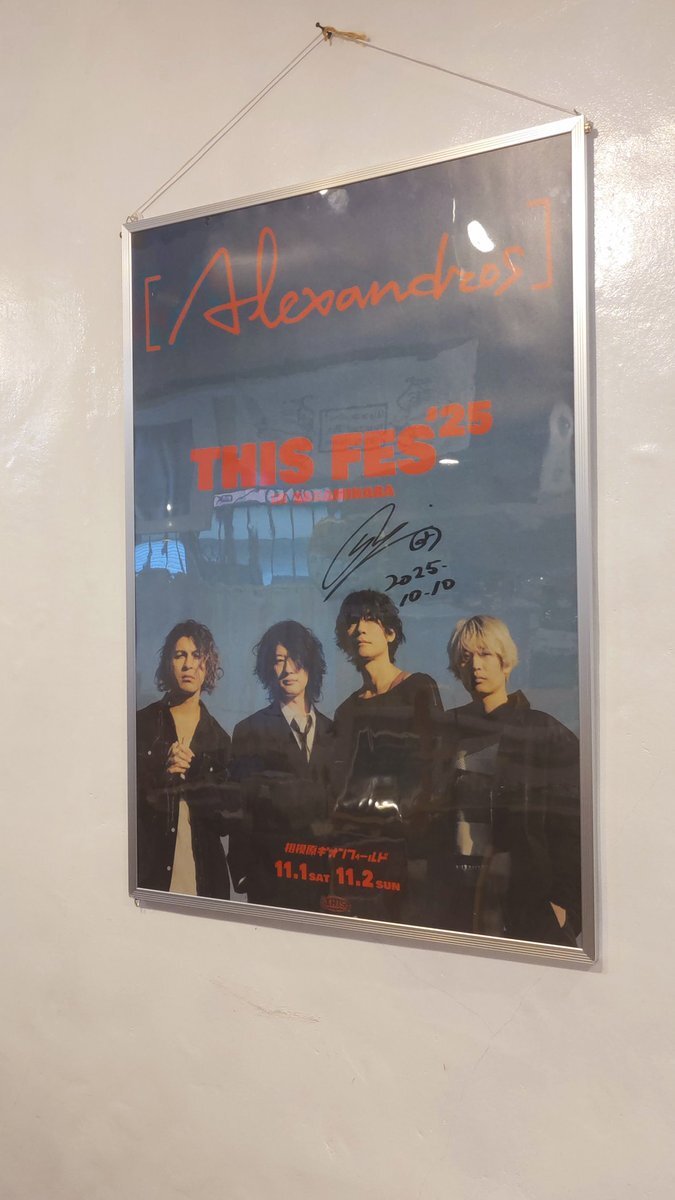 [Alexandros]
THIS FES '25
2025.
10-10
相模原ギオンフィールド
11.1 SAT 11.2 SUN
THIS